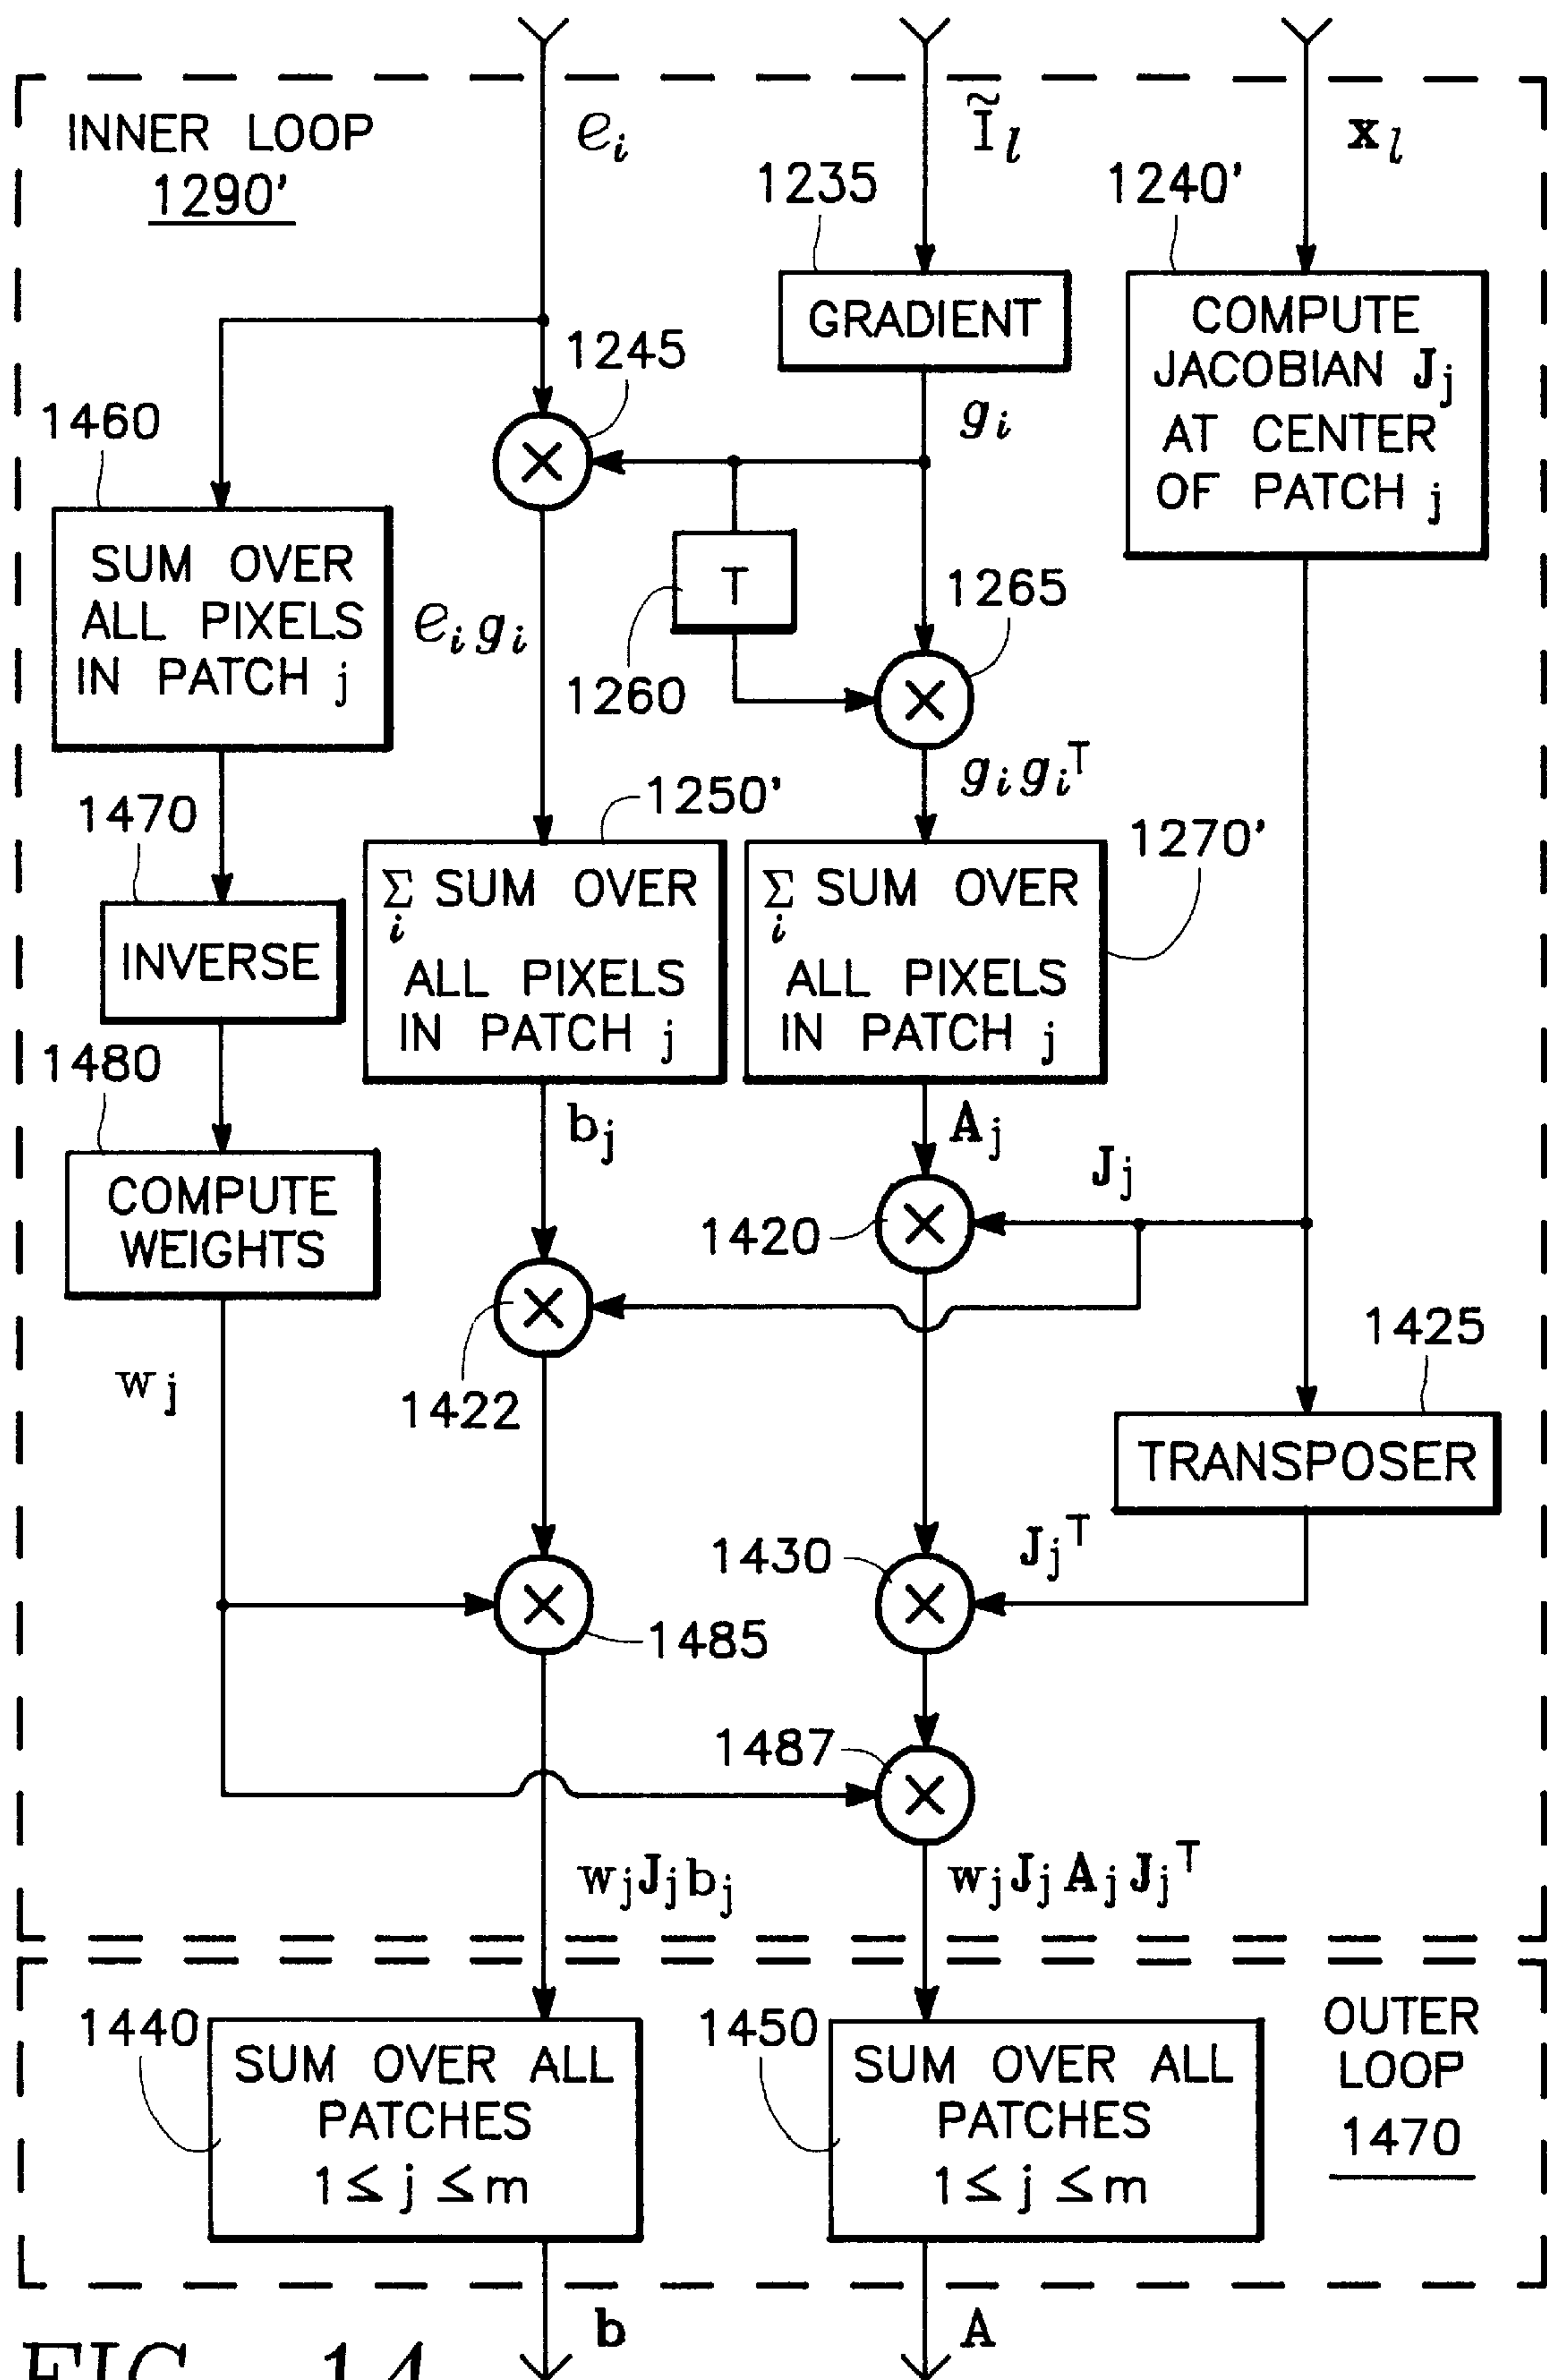 e_i
Ĩ_l
x_l
INNER LOOP
1290'
1235
1240'
GRADIENT
COMPUTE
JACOBIAN J_j
AT CENTER
OF PATCH j
1245
g_i
1460
SUM OVER
ALL PIXELS
IN PATCH j
e_i g_i
T
1260
1265
g_i g_i^T
1470
INVERSE
1250'
Σ_i SUM OVER
ALL PIXELS
IN PATCH j
1270'
Σ_i SUM OVER
ALL PIXELS
IN PATCH j
1480
COMPUTE
WEIGHTS
b_j
A_j
J_j
1420
1422
w_j
1425
TRANSPOSER
1430
J_j^T
1485
1487
w_j J_j b_j
w_j J_j A_j J_j^T
1440
SUM OVER ALL
PATCHES
1 ≤ j ≤ m
1450
SUM OVER ALL
PATCHES
1 ≤ j ≤ m
OUTER
LOOP
1470
b
A
FIG. 14